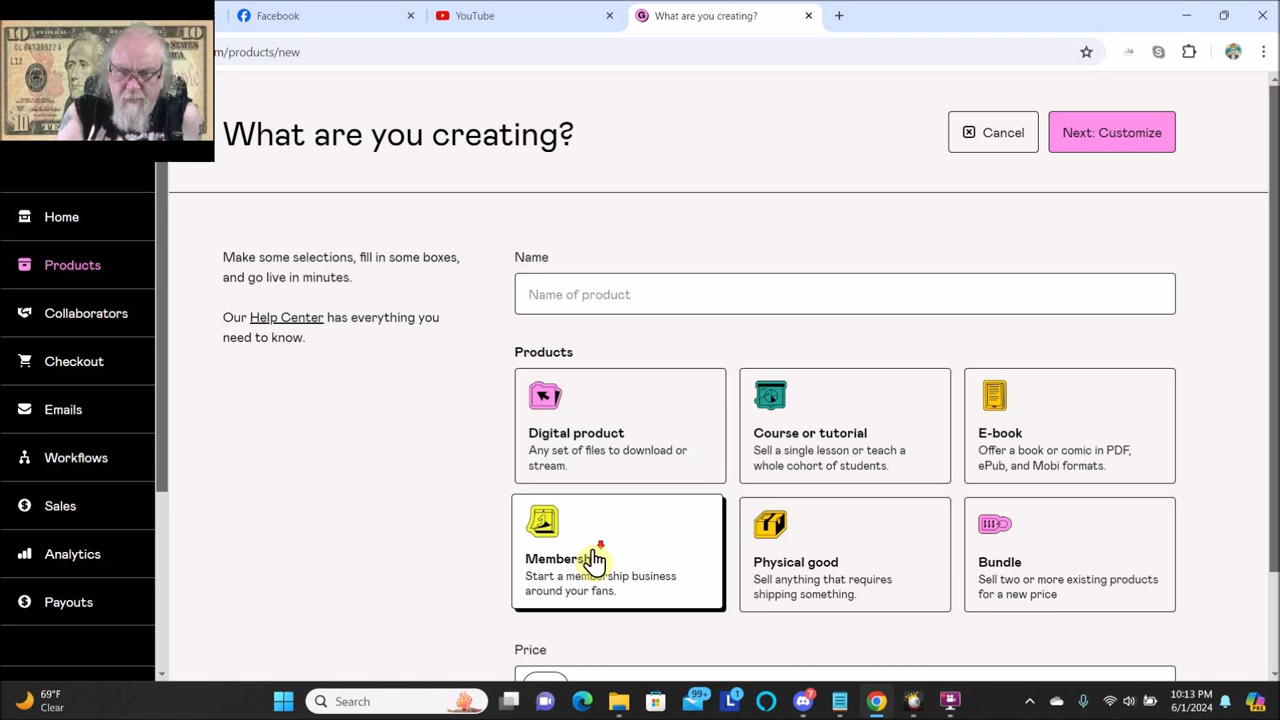 Facebook
YouTube
What are you creating?
m/products/new
10
What are you creating?
Cancel
Next: Customize
Home
Products
Collaborators
Checkout
Emails
Workflows
Sales
Analytics
Payouts
Make some selections, fill in some boxes,
and go live in minutes.
Our Help Center has everything you
need to know.
Name
Name of product
Products
Digital product
Any set of files to download or
stream.
Course or tutorial
Sell a single lesson or teach a
whole cohort of students.
E-book
Offer a book or comic in PDF,
ePub, and Mobi formats.
Membership
Start a membership business
around your fans.
Physical good
Sell anything that requires
shipping something.
Bundle
Sell two or more existing products
for a new price
Price
69°F
Clear
Search
99+
1
7
10:13 PM
6/1/2024